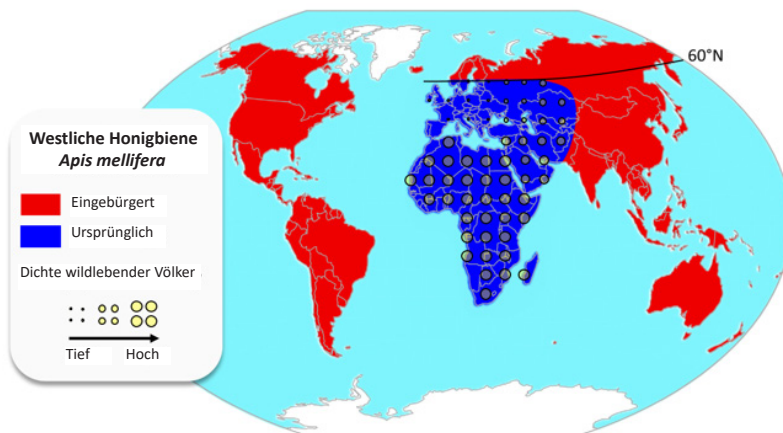 60°N
Westliche Honigbiene
Apis mellifera
Eingebürgert
Ursprünglich
Dichte wildlebender Völker
Tief Hoch